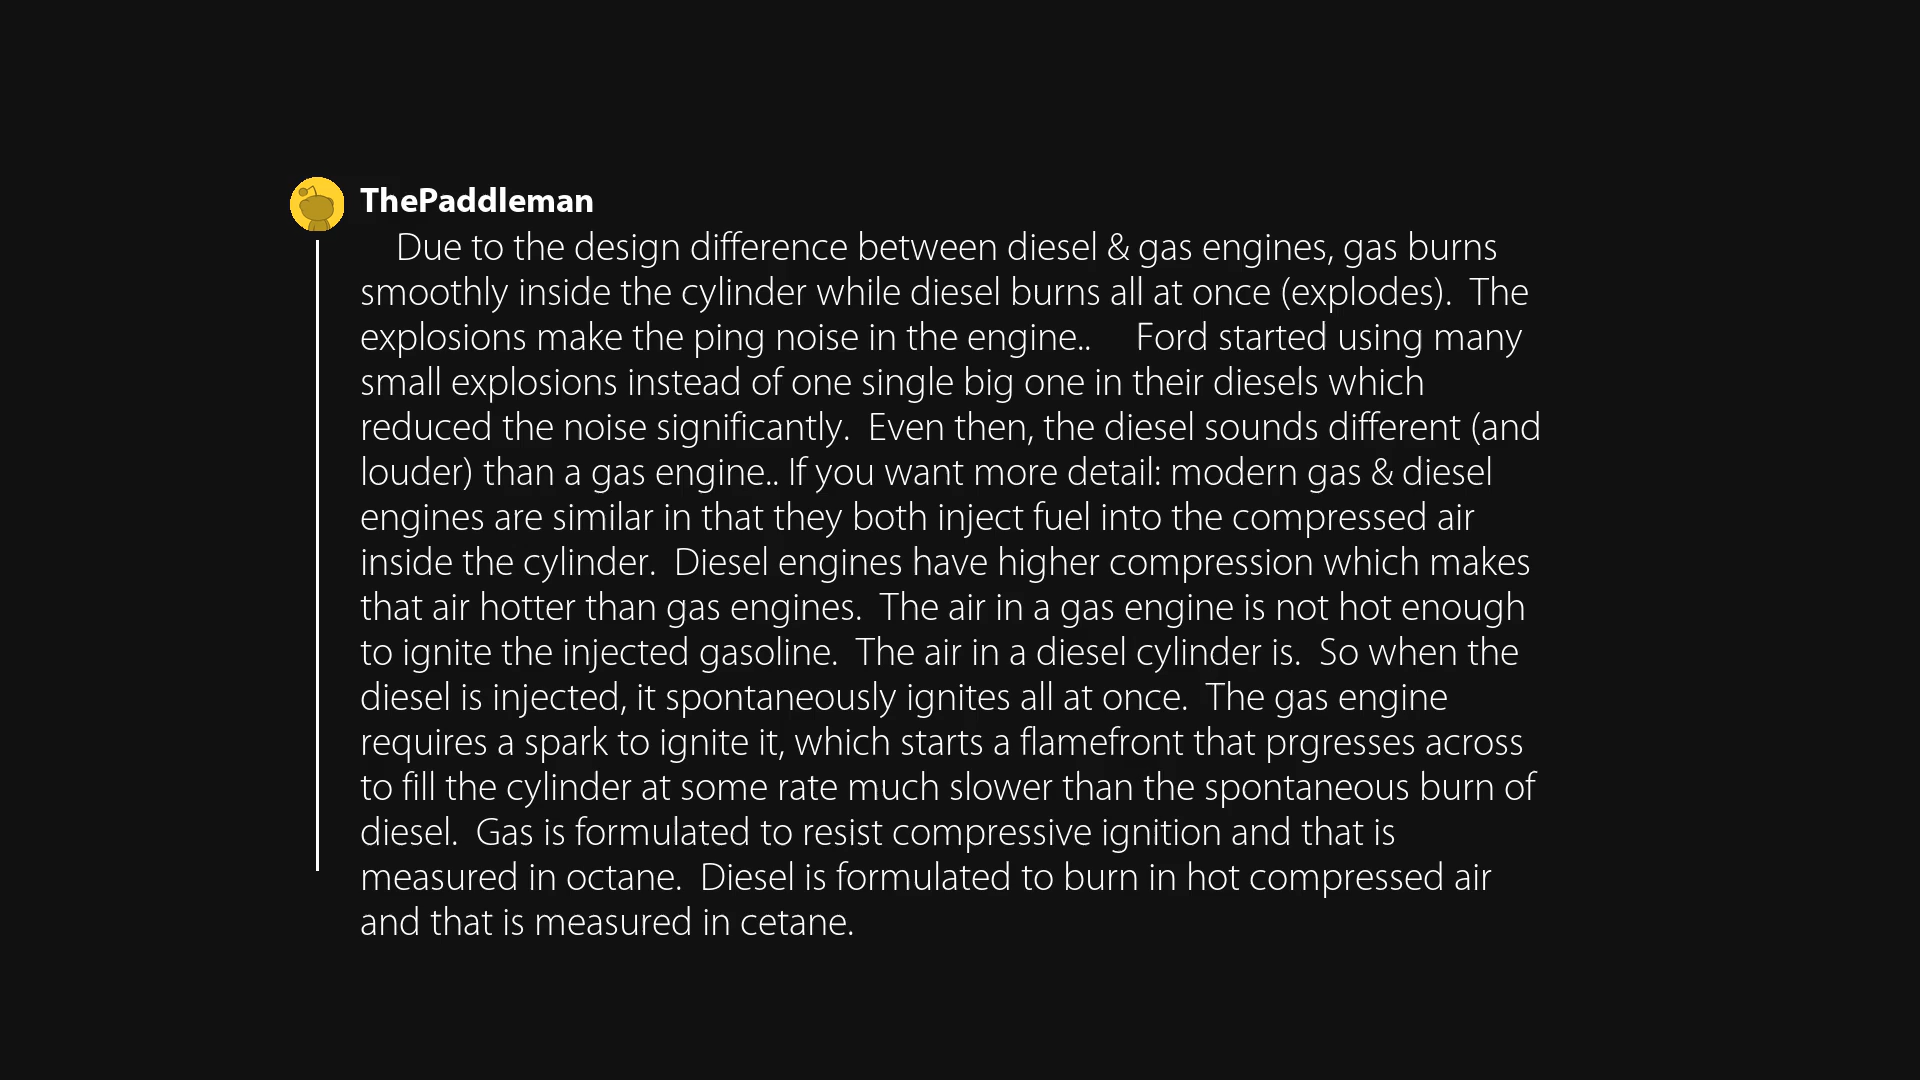 ThePaddleman
Due to the design difference between diesel & gas engines, gas burns
smoothly inside the cylinder while diesel burns all at once (explodes).  The
explosions make the ping noise in the engine..     Ford started using many
small explosions instead of one single big one in their diesels which
reduced the noise significantly.  Even then, the diesel sounds different (and
louder) than a gas engine.. If you want more detail: modern gas & diesel
engines are similar in that they both inject fuel into the compressed air
inside the cylinder.  Diesel engines have higher compression which makes
that air hotter than gas engines.  The air in a gas engine is not hot enough
to ignite the injected gasoline.  The air in a diesel cylinder is.  So when the
diesel is injected, it spontaneously ignites all at once.  The gas engine
requires a spark to ignite it, which starts a flamefront that prgresses across
to fill the cylinder at some rate much slower than the spontaneous burn of
diesel.  Gas is formulated to resist compressive ignition and that is
measured in octane.  Diesel is formulated to burn in hot compressed air
and that is measured in cetane.